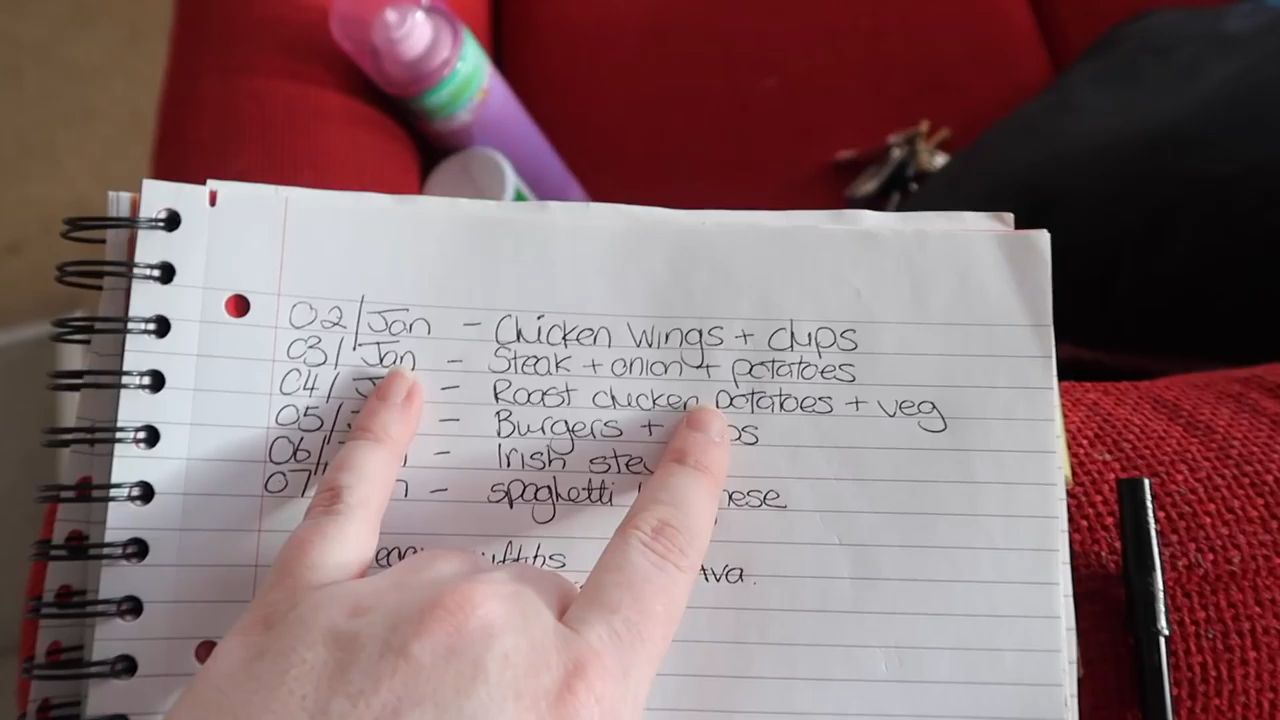 02/Jan - Chicken wings + chips
03/Jan - Steak + onion + potatoes
04/ - Roast chicken potatoes + veg
05/ - Burgers +
06/ - Irish
07/ - spaghetti
Ava.